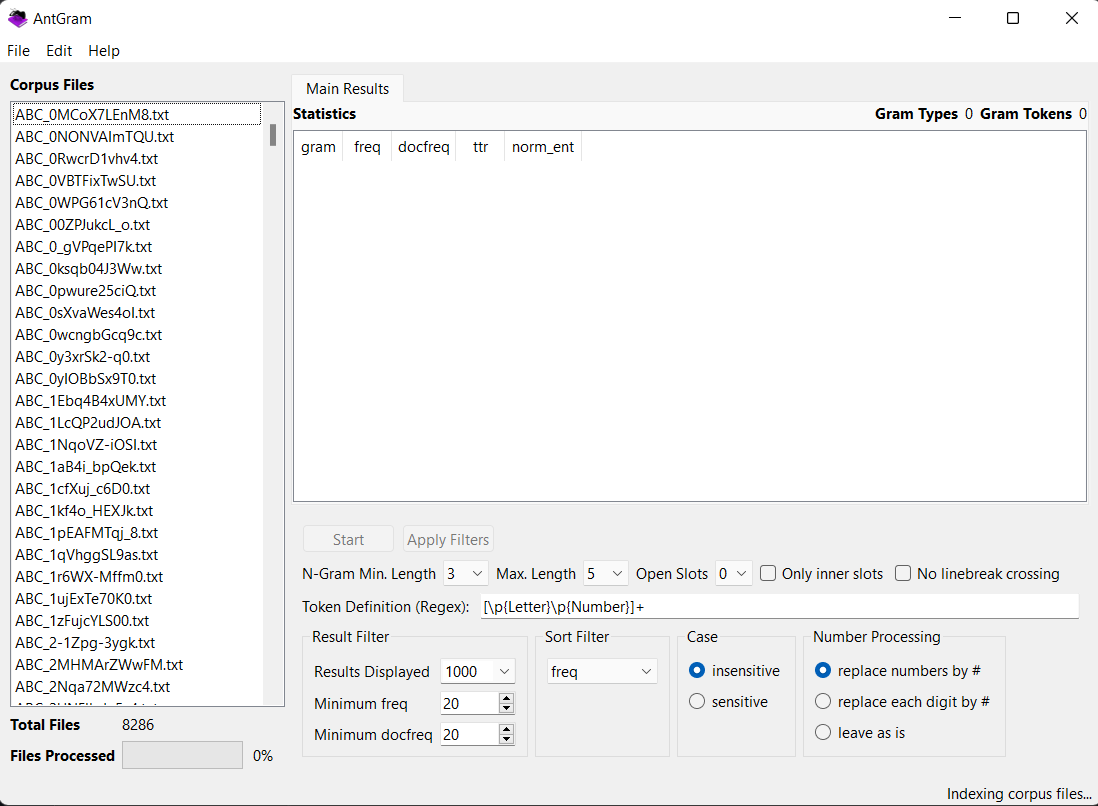 AntGram
File Edit Help
Corpus Files
ABC_0MCoX7LEnM8.txt
ABC_0NONVAImTQU.txt
ABC_0RwcrD1vhv4.txt
ABC_0VBTFixTwSU.txt
ABC_0WPG61cV3nQ.txt
ABC_00ZPJukcL_o.txt
ABC_0_gVPqePI7k.txt
ABC_0ksqb04J3Ww.txt
ABC_0pwure25ciQ.txt
ABC_0sXvaWes4oI.txt
ABC_0wcngbGcq9c.txt
ABC_0y3xrSk2-q0.txt
ABC_0yIOBbSx9T0.txt
ABC_1Ebq4B4xUMY.txt
ABC_1LcQP2udJOA.txt
ABC_1NqoVZ-iOSI.txt
ABC_1aB4i_bpQek.txt
ABC_1cfXuj_c6D0.txt
ABC_1kf4o_HEXJk.txt
ABC_1pEAFMTqj_8.txt
ABC_1qVhggSL9as.txt
ABC_1r6WX-Mffm0.txt
ABC_1ujExTe70K0.txt
ABC_1zFujcYLS00.txt
ABC_2-1Zpg-3ygk.txt
ABC_2MHMArZWwFM.txt
ABC_2Nqa72MWzc4.txt
Total Files 8286
Files Processed 0%
Main Results
Statistics Gram Types 0 Gram Tokens 0
gram freq docfreq ttr norm_ent
Start Apply Filters
N-Gram Min. Length 3 Max. Length 5 Open Slots 0 Only inner slots No linebreak crossing
Token Definition (Regex): [\p{Letter}\p{Number}]+
Result Filter
Results Displayed 1000
Minimum freq 20
Minimum docfreq 20
Sort Filter
freq
Case
insensitive
sensitive
Number Processing
replace numbers by #
replace each digit by #
leave as is
Indexing corpus files...